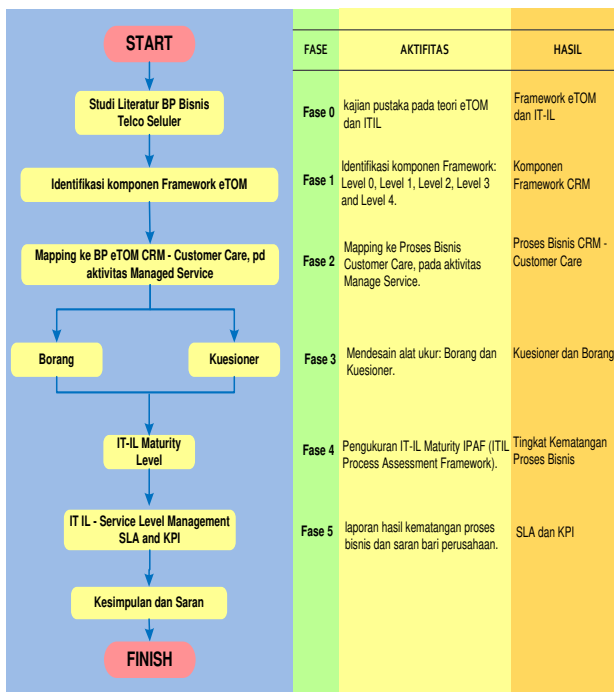 START
Studi Literatur BP Bisnis
Telco Seluler
Identifikasi komponen Framework eTOM
Mapping ke BP eTOM CRM - Customer Care, pd
aktivitas Managed Service
Borang
Kuesioner
IT-IL Maturity
Level
IT IL - Service Level Management
SLA and KPI
Kesimpulan dan Saran
FINISH
FASE
AKTIFITAS
HASIL
Fase 0
kajian pustaka pada teori eTOM
dan ITIL
Framework eTOM
dan IT-IL
Fase 1
Identifikasi komponen Framework:
Level 0, Level 1, Level 2, Level 3
and Level 4.
Komponen
Framework CRM
Fase 2
Mapping ke Proses Bisnis
Customer Care, pada aktivitas
Manage Service.
Proses Bisnis CRM -
Customer Care
Fase 3
Mendesain alat ukur: Borang dan
Kuesioner.
Kuesioner dan Borang
Fase 4
Pengukuran IT-IL Maturity IPAF (ITIL
Process Assessment Framework).
Tingkat Kematangan
Proses Bisnis
Fase 5
laporan hasil kematangan proses
bisnis dan saran bari perusahaan.
SLA dan KPI